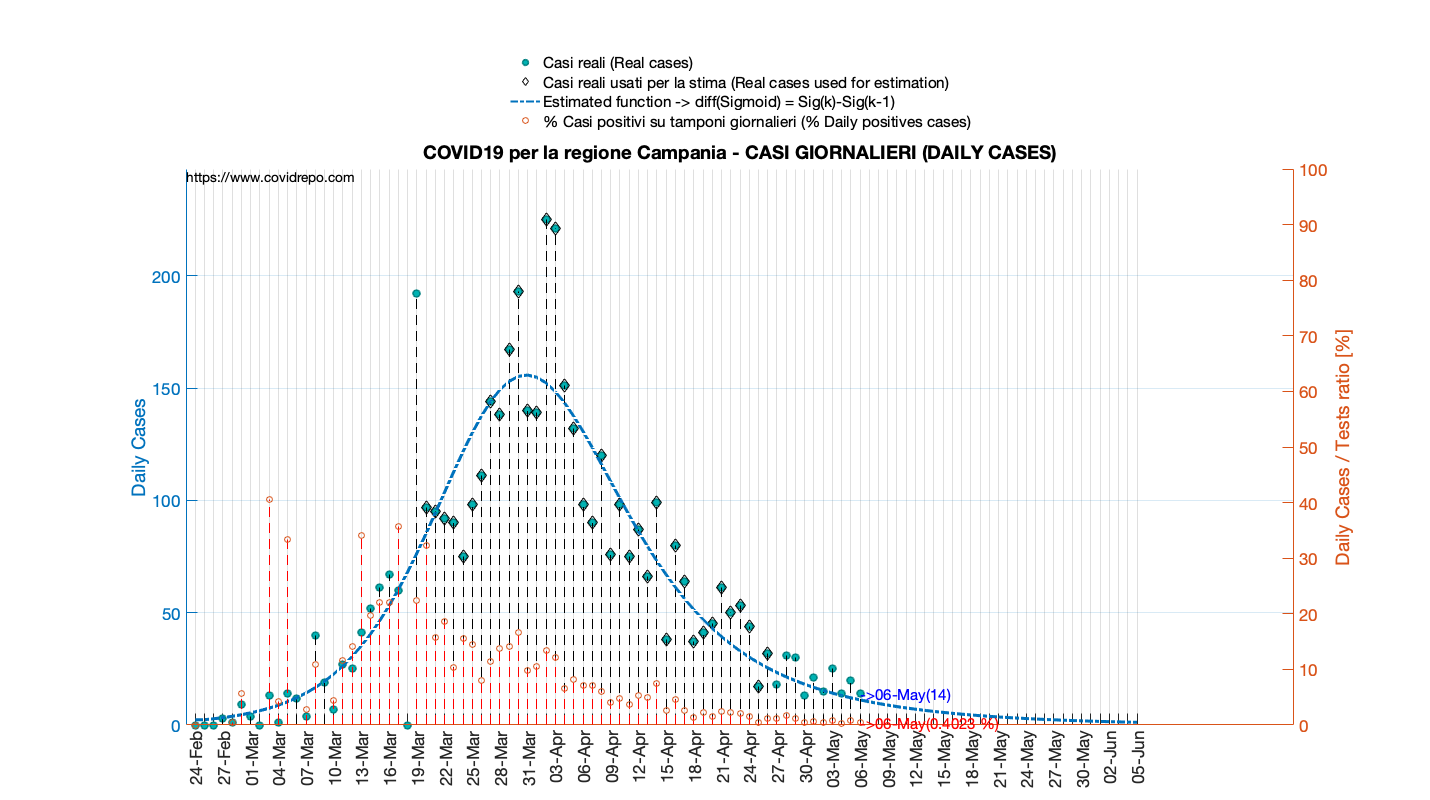 Casi reali (Real cases)
Casi reali usati per la stima (Real cases used for estimation)
Estimated function -> diff(Sigmoid) = Sig(k)-Sig(k-1)
% Casi positivi su tamponi giornalieri (% Daily positives cases)
COVID19 per la regione Campania - CASI GIORNALIERI (DAILY CASES)
https://www.covidrepo.com
Daily Cases
200
150
100
50
0
100
90
80
70
60
50
40
30
20
10
0
Daily Cases / Tests ratio [%]
>06-May(14)
>06-May(0.4023 %)
24-Feb
27-Feb
01-Mar
04-Mar
07-Mar
10-Mar
13-Mar
16-Mar
19-Mar
22-Mar
25-Mar
28-Mar
31-Mar
03-Apr
06-Apr
09-Apr
12-Apr
15-Apr
18-Apr
21-Apr
24-Apr
27-Apr
30-Apr
03-May
06-May
09-May
12-May
15-May
18-May
21-May
24-May
27-May
30-May
02-Jun
05-Jun